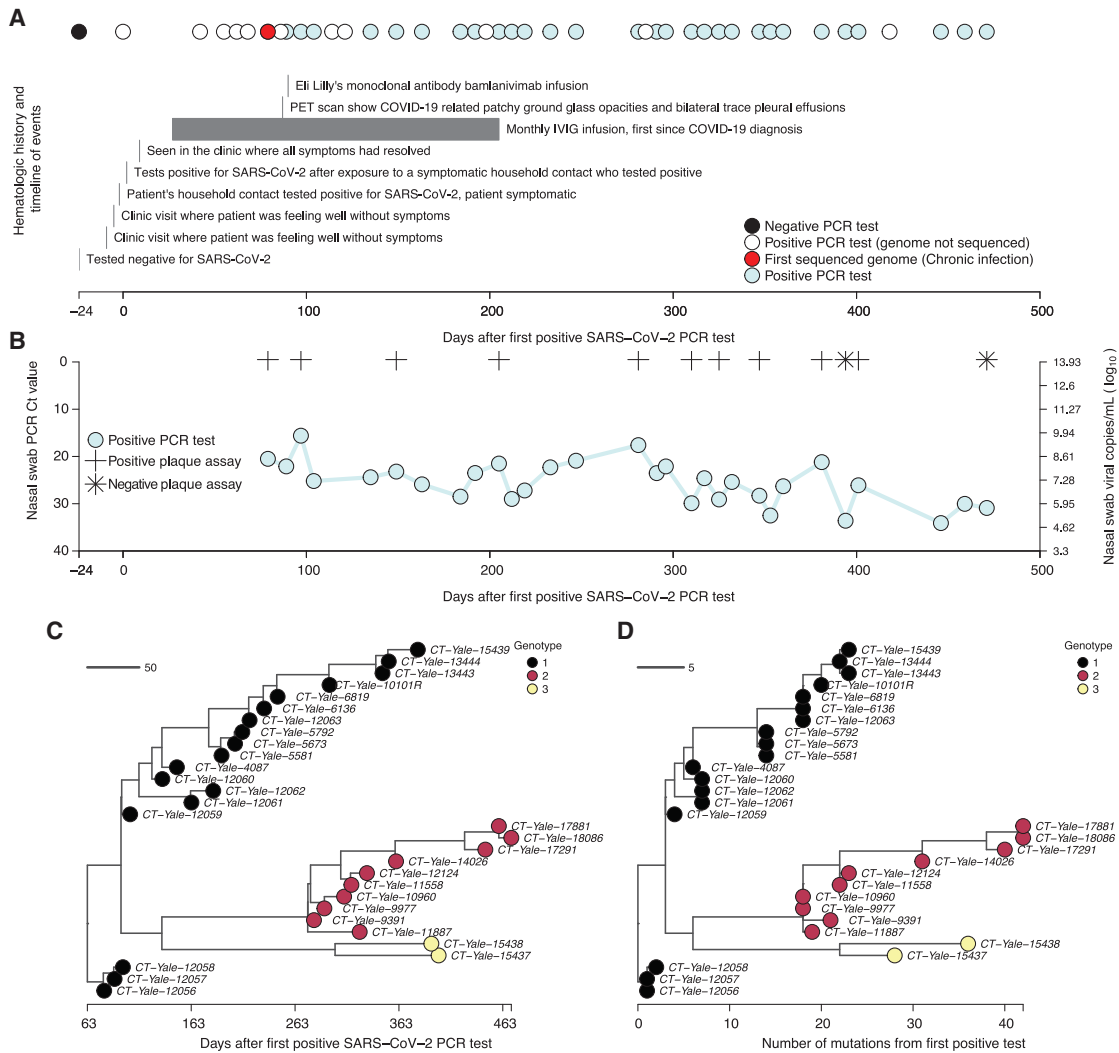 A
Hematologic history and
timeline of events
Eli Lilly's monoclonal antibody bamlanivimab infusion
PET scan show COVID-19 related patchy ground glass opacities and bilateral trace pleural effusions
Monthly IVIG infusion, first since COVID-19 diagnosis
Seen in the clinic where all symptoms had resolved
Tests positive for SARS-CoV-2 after exposure to a symptomatic household contact who tested positive
Patient's household contact tested positive for SARS-CoV-2, patient symptomatic
Clinic visit where patient was feeling well without symptoms
Clinic visit where patient was feeling well without symptoms
Tested negative for SARS-CoV-2
Negative PCR test
Positive PCR test (genome not sequenced)
First sequenced genome (Chronic infection)
Positive PCR test
−24 0 100 200 300 400 500
Days after first positive SARS−CoV−2 PCR test
B
Nasal swab PCR Ct value
0
10
20
30
40
Positive PCR test
Positive plaque assay
Negative plaque assay
13.93
12.6
11.27
9.94
8.61
7.28
5.95
4.62
3.3
Nasal swab viral copies/mL (log10)
−24 0 100 200 300 400 500
Days after first positive SARS−CoV−2 PCR test
C
50
Genotype
1
2
3
CT−Yale−15439
CT−Yale−13444
CT−Yale−13443
CT−Yale−10101R
CT−Yale−6819
CT−Yale−6136
CT−Yale−12063
CT−Yale−5792
CT−Yale−5673
CT−Yale−5581
CT−Yale−4087
CT−Yale−12060
CT−Yale−12062
CT−Yale−12061
CT−Yale−12059
CT−Yale−17881
CT−Yale−18086
CT−Yale−17291
CT−Yale−14026
CT−Yale−12124
CT−Yale−11558
CT−Yale−10960
CT−Yale−9977
CT−Yale−9391
CT−Yale−11887
CT−Yale−15438
CT−Yale−15437
CT−Yale−12058
CT−Yale−12057
CT−Yale−12056
63 163 263 363 463
Days after first positive SARS−CoV−2 PCR test
D
5
Genotype
1
2
3
CT−Yale−15439
CT−Yale−13444
CT−Yale−13443
CT−Yale−10101R
CT−Yale−6819
CT−Yale−6136
CT−Yale−12063
CT−Yale−5792
CT−Yale−5673
CT−Yale−5581
CT−Yale−4087
CT−Yale−12060
CT−Yale−12062
CT−Yale−12061
CT−Yale−12059
CT−Yale−17881
CT−Yale−18086
CT−Yale−17291
CT−Yale−14026
CT−Yale−12124
CT−Yale−11558
CT−Yale−10960
CT−Yale−9977
CT−Yale−9391
CT−Yale−11887
CT−Yale−15438
CT−Yale−15437
CT−Yale−12058
CT−Yale−12057
CT−Yale−12056
0 10 20 30 40
Number of mutations from first positive test